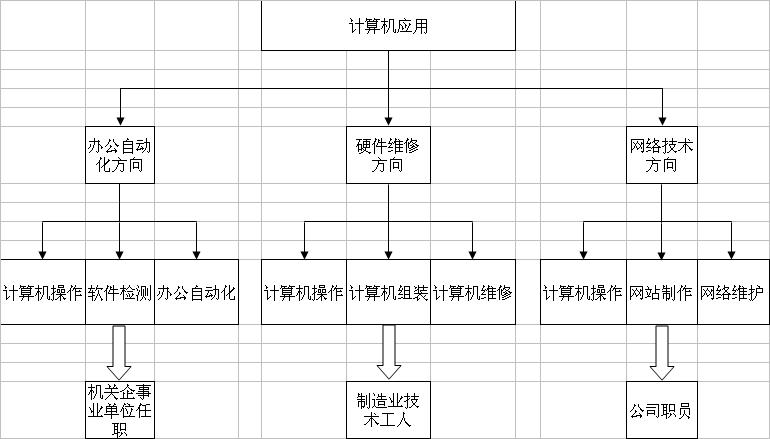 计算机应用
办公自动
化方向
硬件维修
方向
网络技术
方向
计算机操作
软件检测
办公自动化
计算机操作
计算机组装
计算机维修
计算机操作
网站制作
网络维护
机关企事
业单位任
职
制造业技
术工人
公司职员